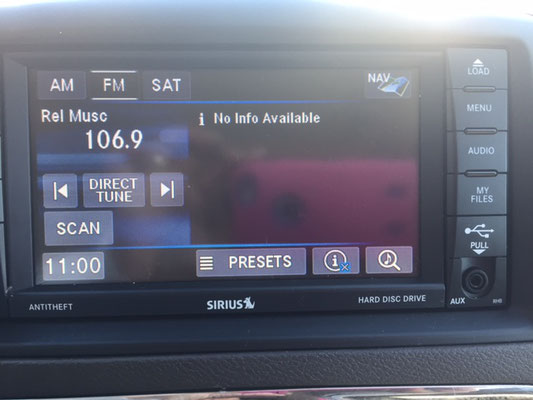 AM FM SAT
NAV
LOAD
Rel Musc
106.9
i No Info Available
MENU
DIRECT
TUNE
AUDIO
MY
FILES
SCAN
11:00
PRESETS
i
PULL
ANTITHEFT
SIRIUS
HARD DISC DRIVE
AUX
RHB